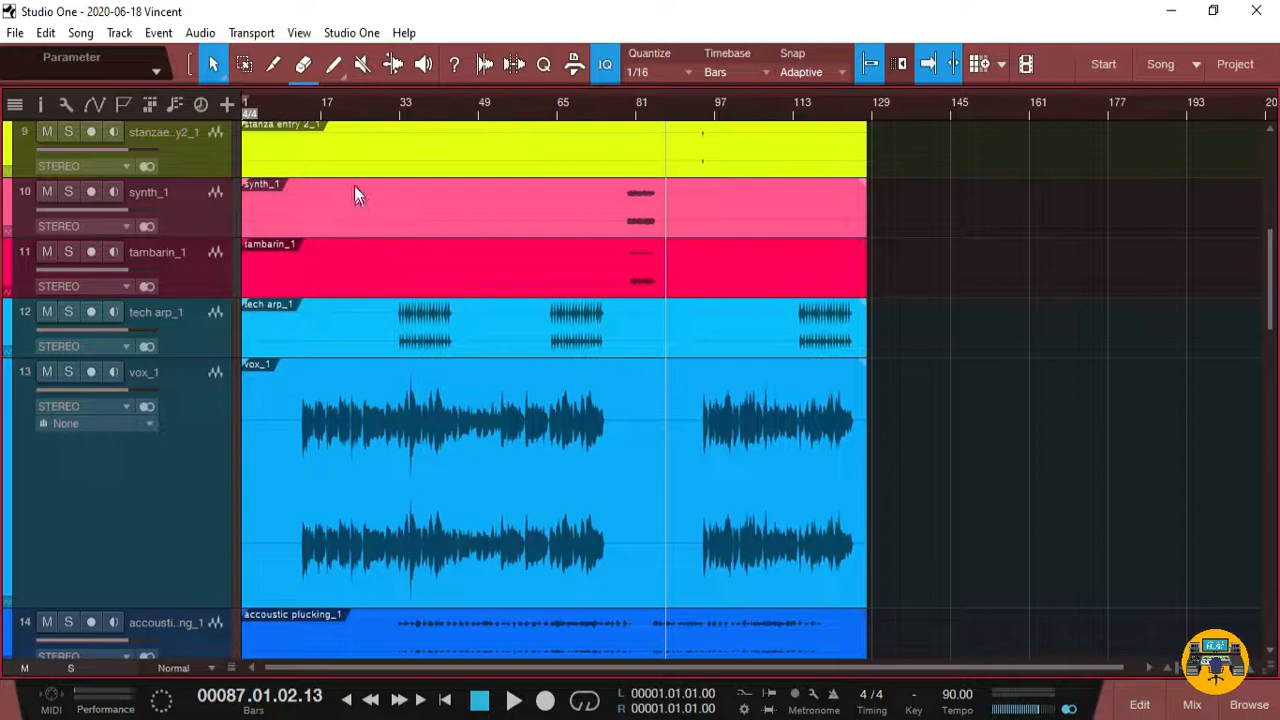 Studio One - 2020-06-18 Vincent
File Edit Song Track Event Audio Transport View Studio One Help
Parameter
? Q IQ
Quantize Timebase Snap
1/16 Bars Adaptive
Start Song Project
1 17 33 49 65 81 97 113 129 145 161 177 193 20
4/4
9 M S stanzae..y2_1
STEREO
stanza entry 2_1
10 M S synth_1
STEREO
synth_1
11 M S tambarin_1
STEREO
tambarin_1
12 M S tech arp_1
STEREO
tech arp_1
13 M S vox_1
STEREO
None
vox_1
14 M S accousti..ng_1
STEREO
accoustic plucking_1
M S Normal
MIDI Performance
00087.01.02.13
Bars
L 00001.01.01.00
R 00001.01.01.00
Metronome
4 / 4
Timing
-
Key
90.00
Tempo
Edit Mix Browse